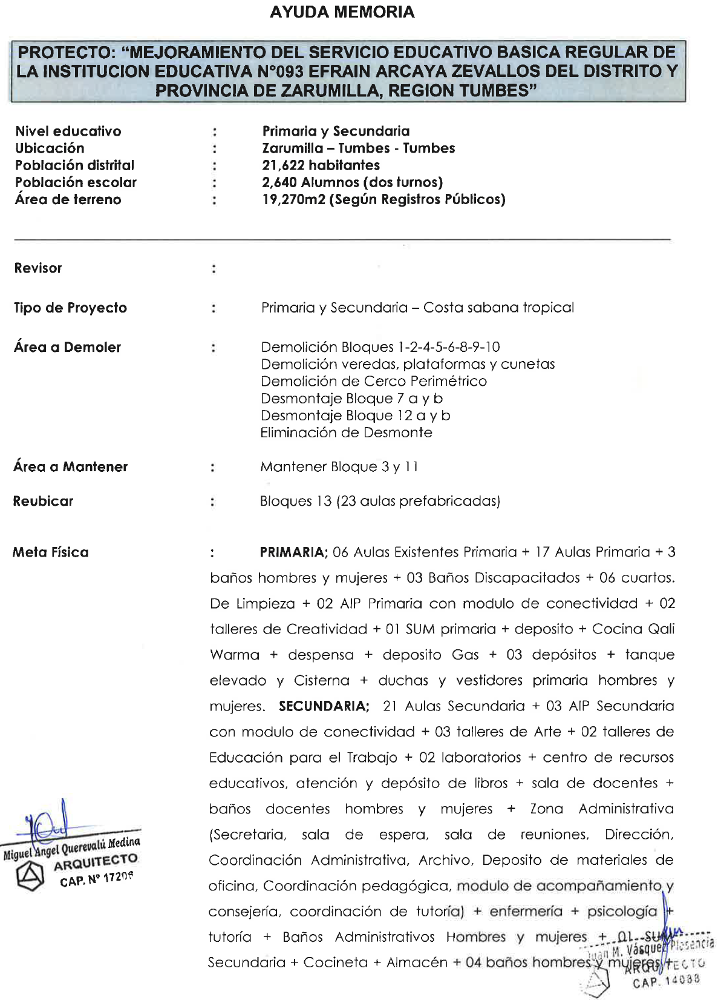 AYUDA MEMORIA
PROTECTO: “MEJORAMIENTO DEL SERVICIO EDUCATIVO BASICA REGULAR DE
LA INSTITUCION EDUCATIVA N°093 EFRAIN ARCAYA ZEVALLOS DEL DISTRITO Y
PROVINCIA DE ZARUMILLA, REGION TUMBES”
Nivel educativo : Primaria y Secundaria
Ubicación : Zarumilla – Tumbes - Tumbes
Población distrital : 21,622 habitantes
Población escolar : 2,640 Alumnos (dos turnos)
Área de terreno : 19,270m2 (Según Registros Públicos)
Revisor :
Tipo de Proyecto : Primaria y Secundaria – Costa sabana tropical
Área a Demoler : Demolición Bloques 1-2-4-5-6-8-9-10
Demolición veredas, plataformas y cunetas
Demolición de Cerco Perimétrico
Desmontaje Bloque 7 a y b
Desmontaje Bloque 12 a y b
Eliminación de Desmonte
Área a Mantener : Mantener Bloque 3 y 11
Reubicar : Bloques 13 (23 aulas prefabricadas)
Meta Física : PRIMARIA; 06 Aulas Existentes Primaria + 17 Aulas Primaria + 3
baños hombres y mujeres + 03 Baños Discapacitados + 06 cuartos.
De Limpieza + 02 AIP Primaria con modulo de conectividad + 02
talleres de Creatividad + 01 SUM primaria + deposito + Cocina Qali
Warma + despensa + deposito Gas + 03 depósitos + tanque
elevado y Cisterna + duchas y vestidores primaria hombres y
mujeres. SECUNDARIA; 21 Aulas Secundaria + 03 AIP Secundaria
con modulo de conectividad + 03 talleres de Arte + 02 talleres de
Educación para el Trabajo + 02 laboratorios + centro de recursos
educativos, atención y depósito de libros + sala de docentes +
baños docentes hombres y mujeres + Zona Administrativa
(Secretaria, sala de espera, sala de reuniones, Dirección,
Coordinación Administrativa, Archivo, Deposito de materiales de
oficina, Coordinación pedagógica, modulo de acompañamiento y
consejería, coordinación de tutoría) + enfermería + psicología +
tutoría + Baños Administrativos Hombres y mujeres + 01 SUM
Secundaria + Cocineta + Almacén + 04 baños hombres y mujeres +
Miguel Angel Querevalú Medina
ARQUITECTO
CAP. N° 17206
Juan M. Vásquez Plasencia
ARQUITECTO
CAP. 14088